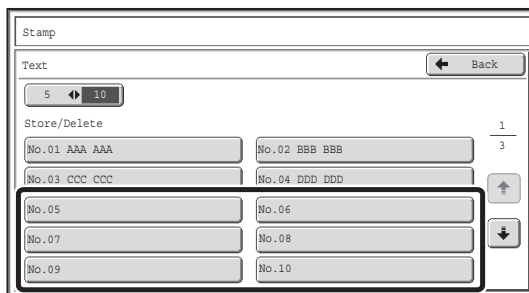 Stamp
Text
Back
5 10
Store/Delete
1
3
No.01 AAA AAA
No.02 BBB BBB
No.03 CCC CCC
No.04 DDD DDD
No.05
No.06
No.07
No.08
No.09
No.10